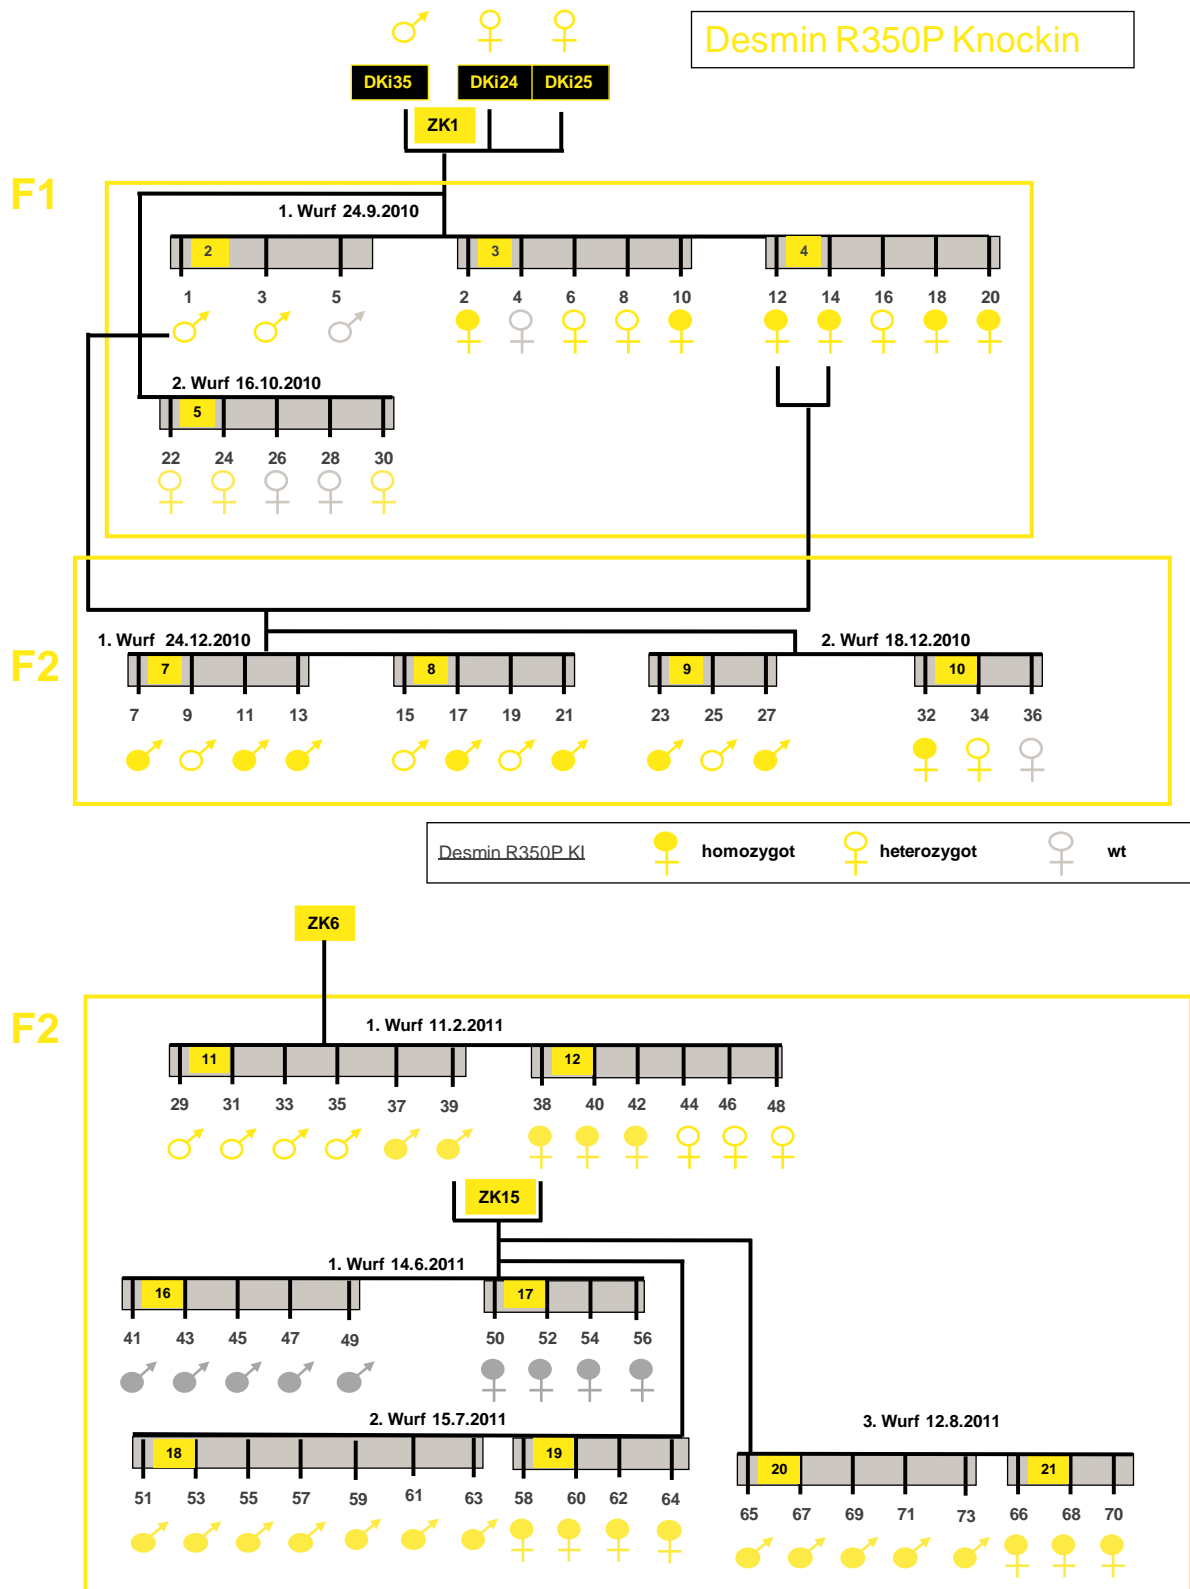 Desmin R350P Knockin
DKi35 DKi24 DKi25
ZK1
F1
1. Wurf 24.9.2010
2 3 4
1 3 5 2 4 6 8 10 12 14 16 18 20
2. Wurf 16.10.2010
5
22 24 26 28 30
F2
1. Wurf 24.12.2010 2. Wurf 18.12.2010
7 8 9 10
7 9 11 13 15 17 19 21 23 25 27 32 34 36
Desmin R350P KI homozygot heterozygot wt
ZK6
F2
1. Wurf 11.2.2011
11 12
29 31 33 35 37 39 38 40 42 44 46 48
ZK15
1. Wurf 14.6.2011
16 17
41 43 45 47 49 50 52 54 56
2. Wurf 15.7.2011 3. Wurf 12.8.2011
18 19 20 21
51 53 55 57 59 61 63 58 60 62 64 65 67 69 71 73 66 68 70